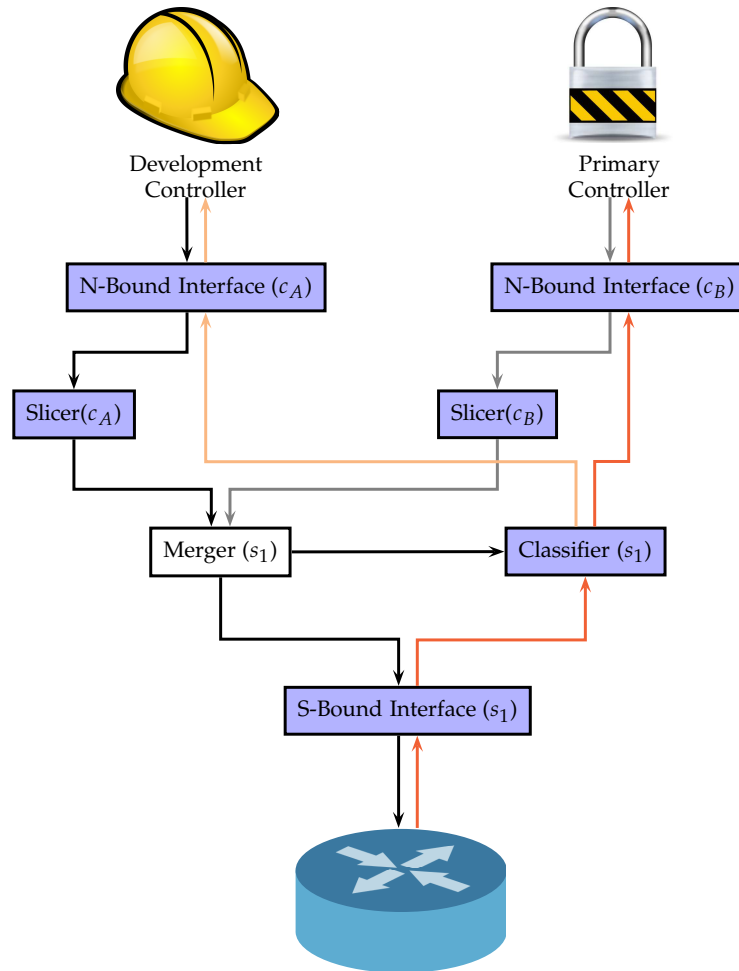 Development
Controller
Primary
Controller
N-Bound Interface (c_A)
N-Bound Interface (c_B)
Slicer(c_A)
Slicer(c_B)
Merger (s_1)
Classifier (s_1)
S-Bound Interface (s_1)